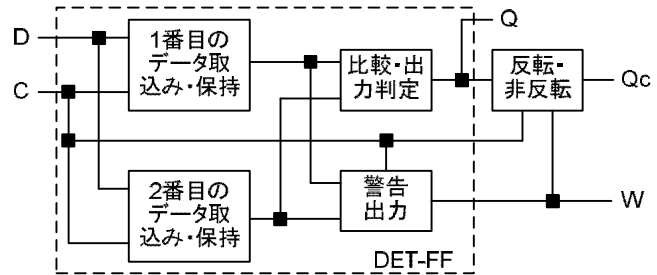 D
C
1番目の
データ取
込み・保持
2番目の
データ取
込み・保持
比較・出
力判定
警告
出力
DET-FF
Q
反転・
非反転
Qc
W